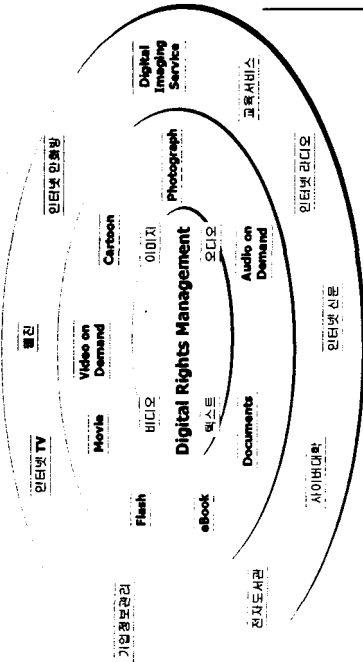 웹진
인터넷 TV
인터넷 만화방
Video on
Demand
Movie
Cartoon
Digital
Imaging
Service
기업정보관리
Flash
비디오
이미지
Photograph
Digital Rights Management
eBook
텍스트
오디오
Documents
Audio on
Demand
교육서비스
전자도서관
사이버대학
인터넷 신문
인터넷 라디오